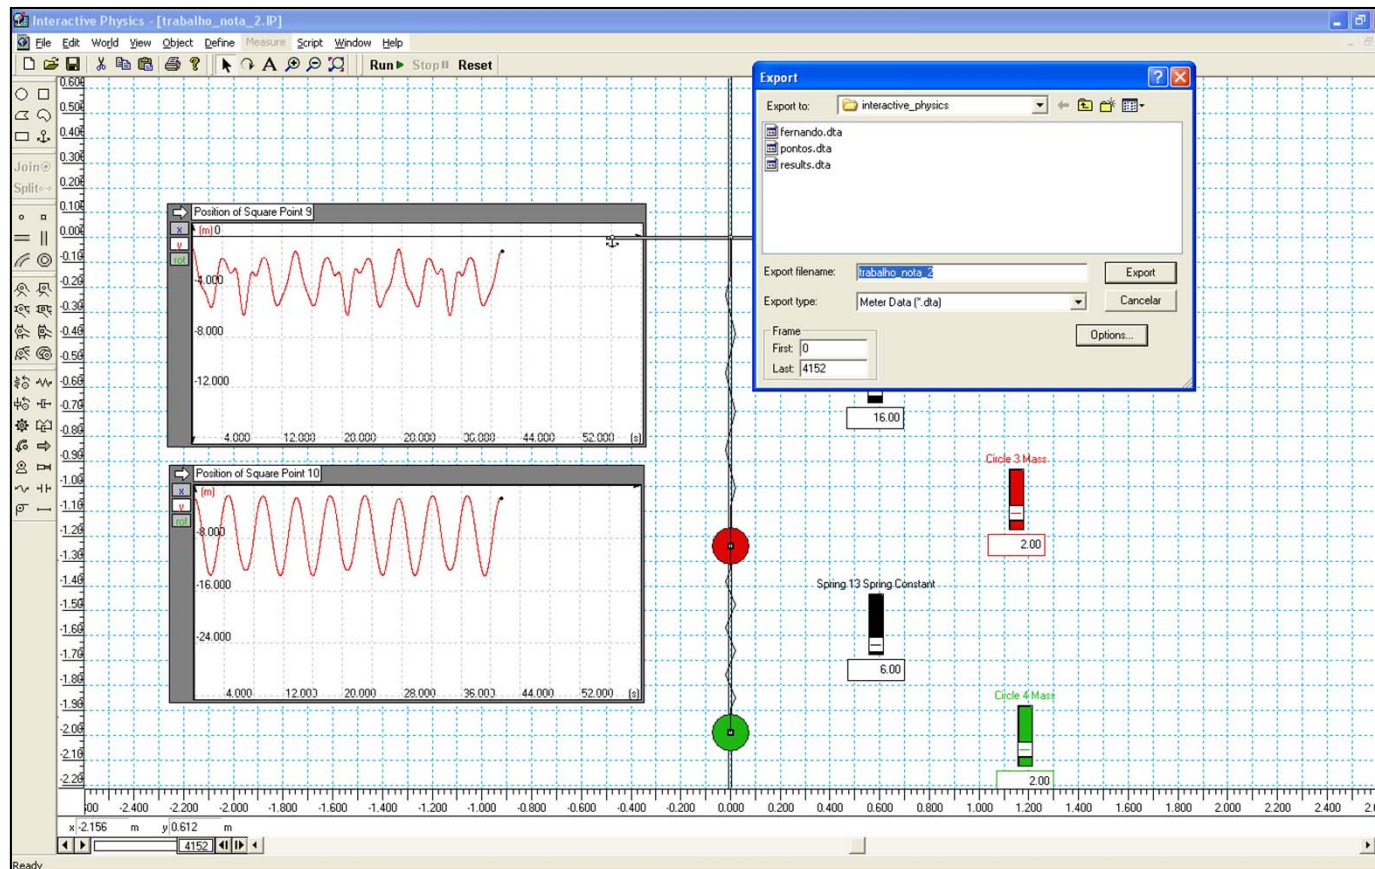 Interactive Physics - [trabalho_nota_2.IP]
File Edit World View Object Define Measure Script Window Help
Run Stop Reset
Join
Split
0.500
0.400
0.300
0.200
0.100
0.000
-0.100
-0.200
-0.300
-0.400
-0.500
-0.600
-0.700
-0.800
-0.900
-1.000
-1.100
-1.200
-1.300
-1.400
-1.500
-1.600
-1.700
-1.800
-1.900
-2.000
-2.100
-2.200
Position of Square Point 9
x
y
rot
(m) 0
-4.000
-8.000
-12.000
4.000 12.000 20.000 30.000 44.000 52.000 (s)
Position of Square Point 10
x
y
rot
(m)
-8.000
-16.000
-24.000
4.000 12.000 20.000 28.000 36.000 44.000 52.000 (s)
Export
Export to: interactive_physics
fernando.dta
pontos.dta
results.dta
Export filename: trabalho_nota_2 Export
Export type: Meter Data (*.dta) Cancelar
Frame
First: 0
Last: 4152
Options...
16.00
Circle 3 Mass
2.00
Spring 13 Spring Constant
6.00
Circle 4 Mass
2.00
-2.200 -2.000 -1.800 -1.600 -1.400 -1.200 -1.000 -0.800 -0.600 -0.400 -0.200 0.000 0.200 0.400 0.600 0.800 1.000 1.200 1.400 1.600 1.800 2.000 2.200 2.400
x -2.156 m y 0.612 m
4152
Ready